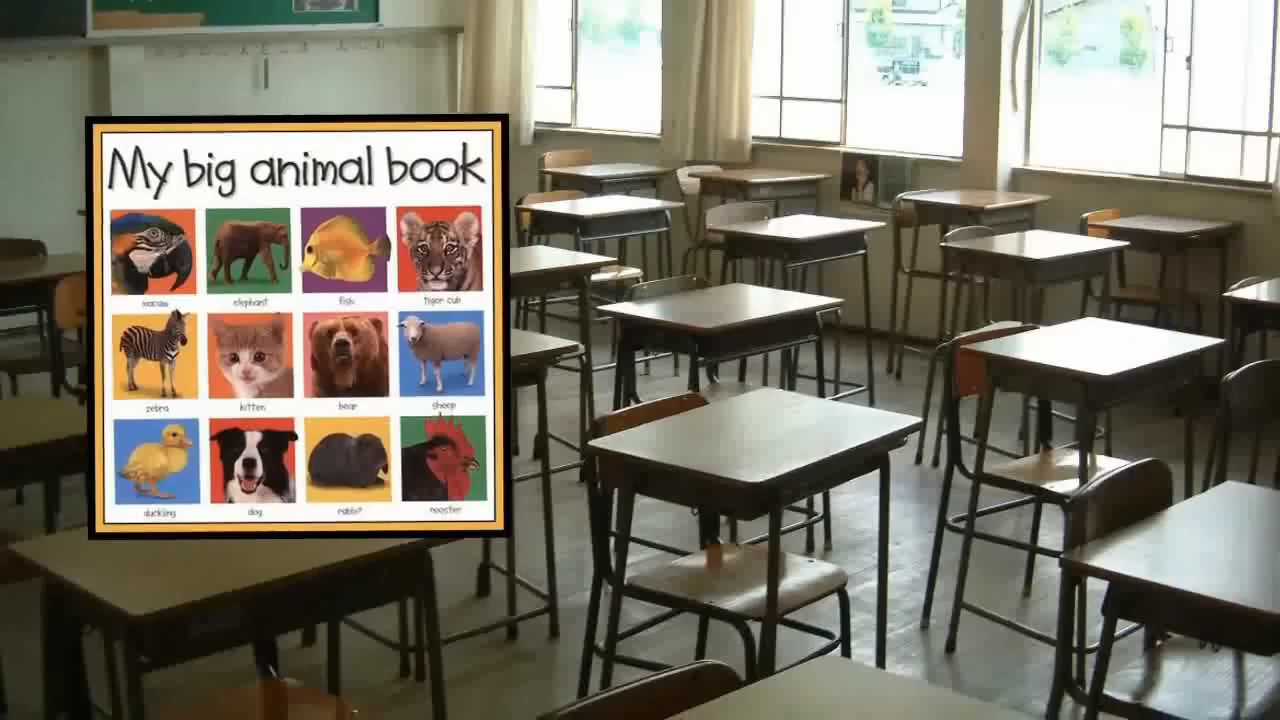 My big animal book
macaw
elephant
fish
tiger cub
zebra
kitten
bear
sheep
duckling
dog
rabbit
rooster